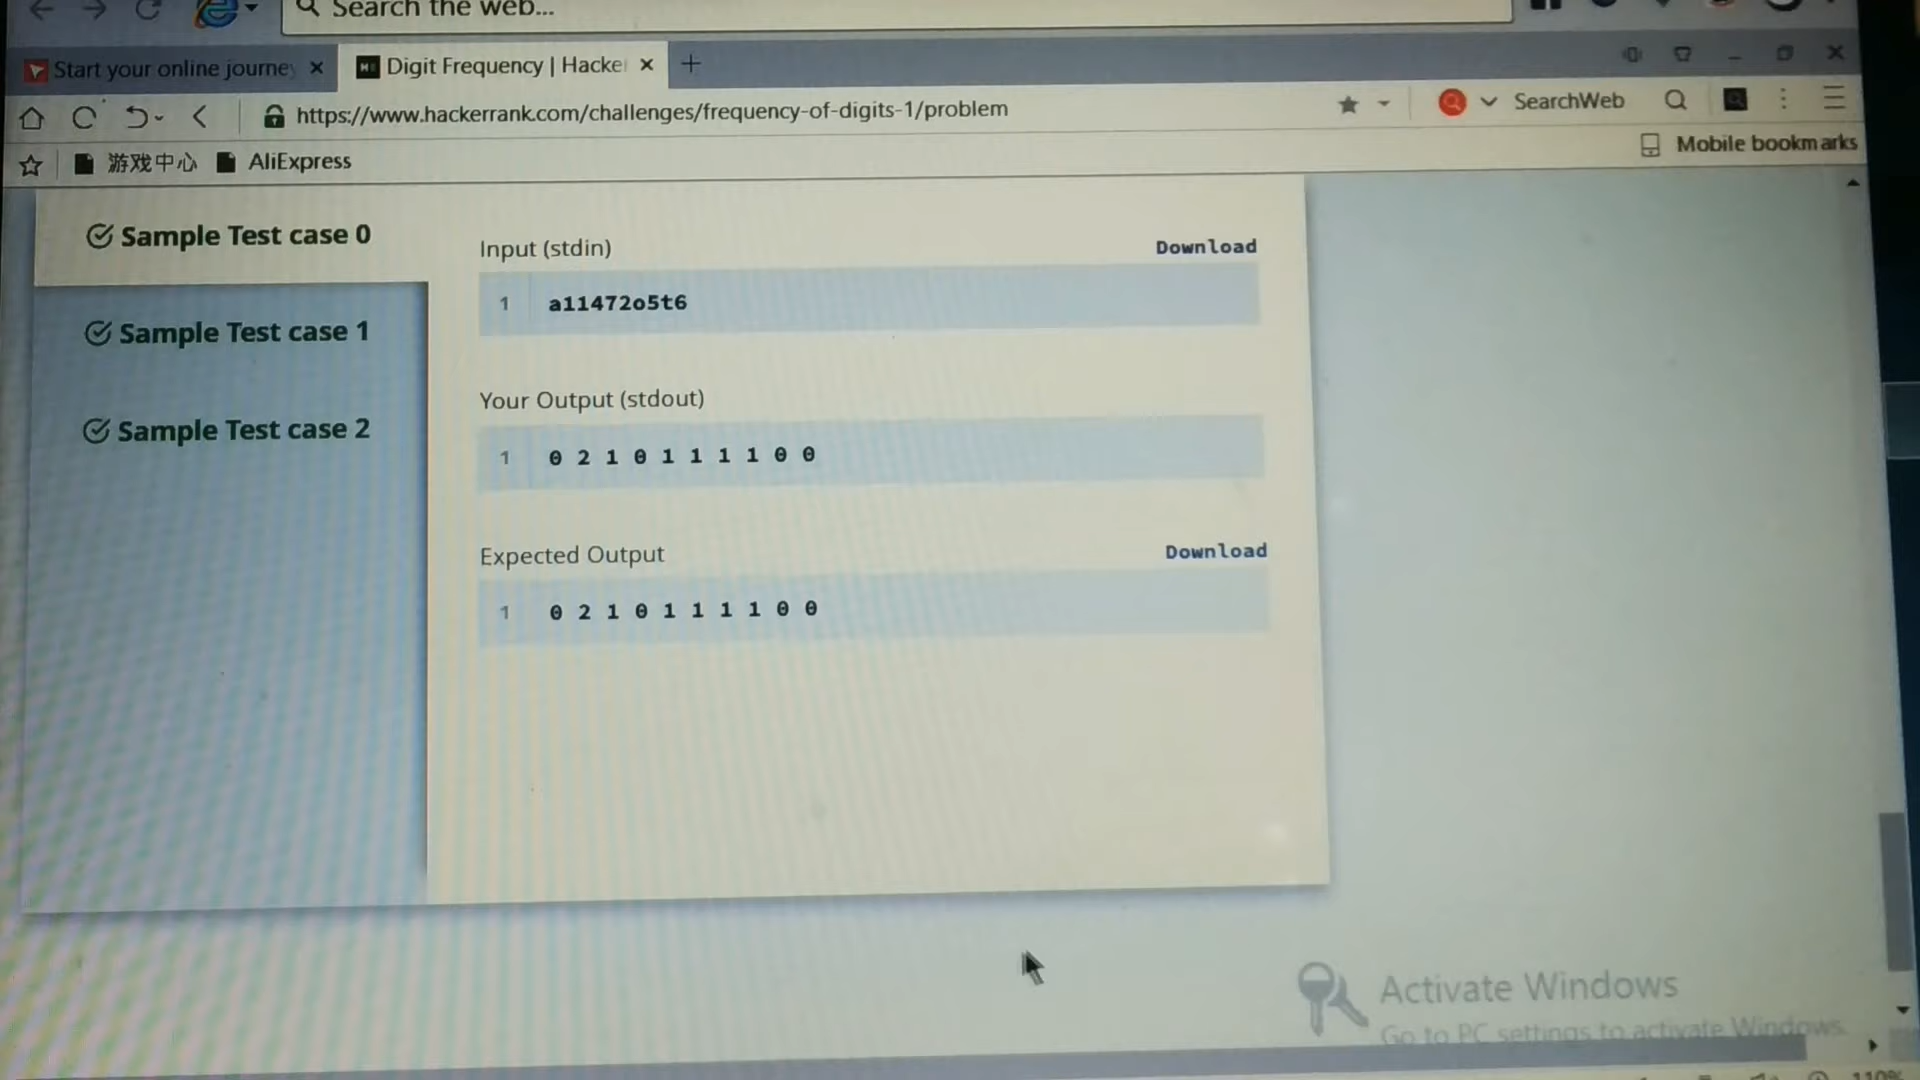 Search the web...
Start your online journe
Digit Frequency | Hacke
https://www.hackerrank.com/challenges/frequency-of-digits-1/problem
SearchWeb
游戏中心
AliExpress
Mobile bookmarks
Sample Test case 0
Sample Test case 1
Sample Test case 2
Input (stdin)
Download
1 a11472o5t6
Your Output (stdout)
1 0 2 1 0 1 1 1 1 0 0
Expected Output
Download
1 0 2 1 0 1 1 1 1 0 0
Activate Windows
Go to PC settings to activate Windows.
110%